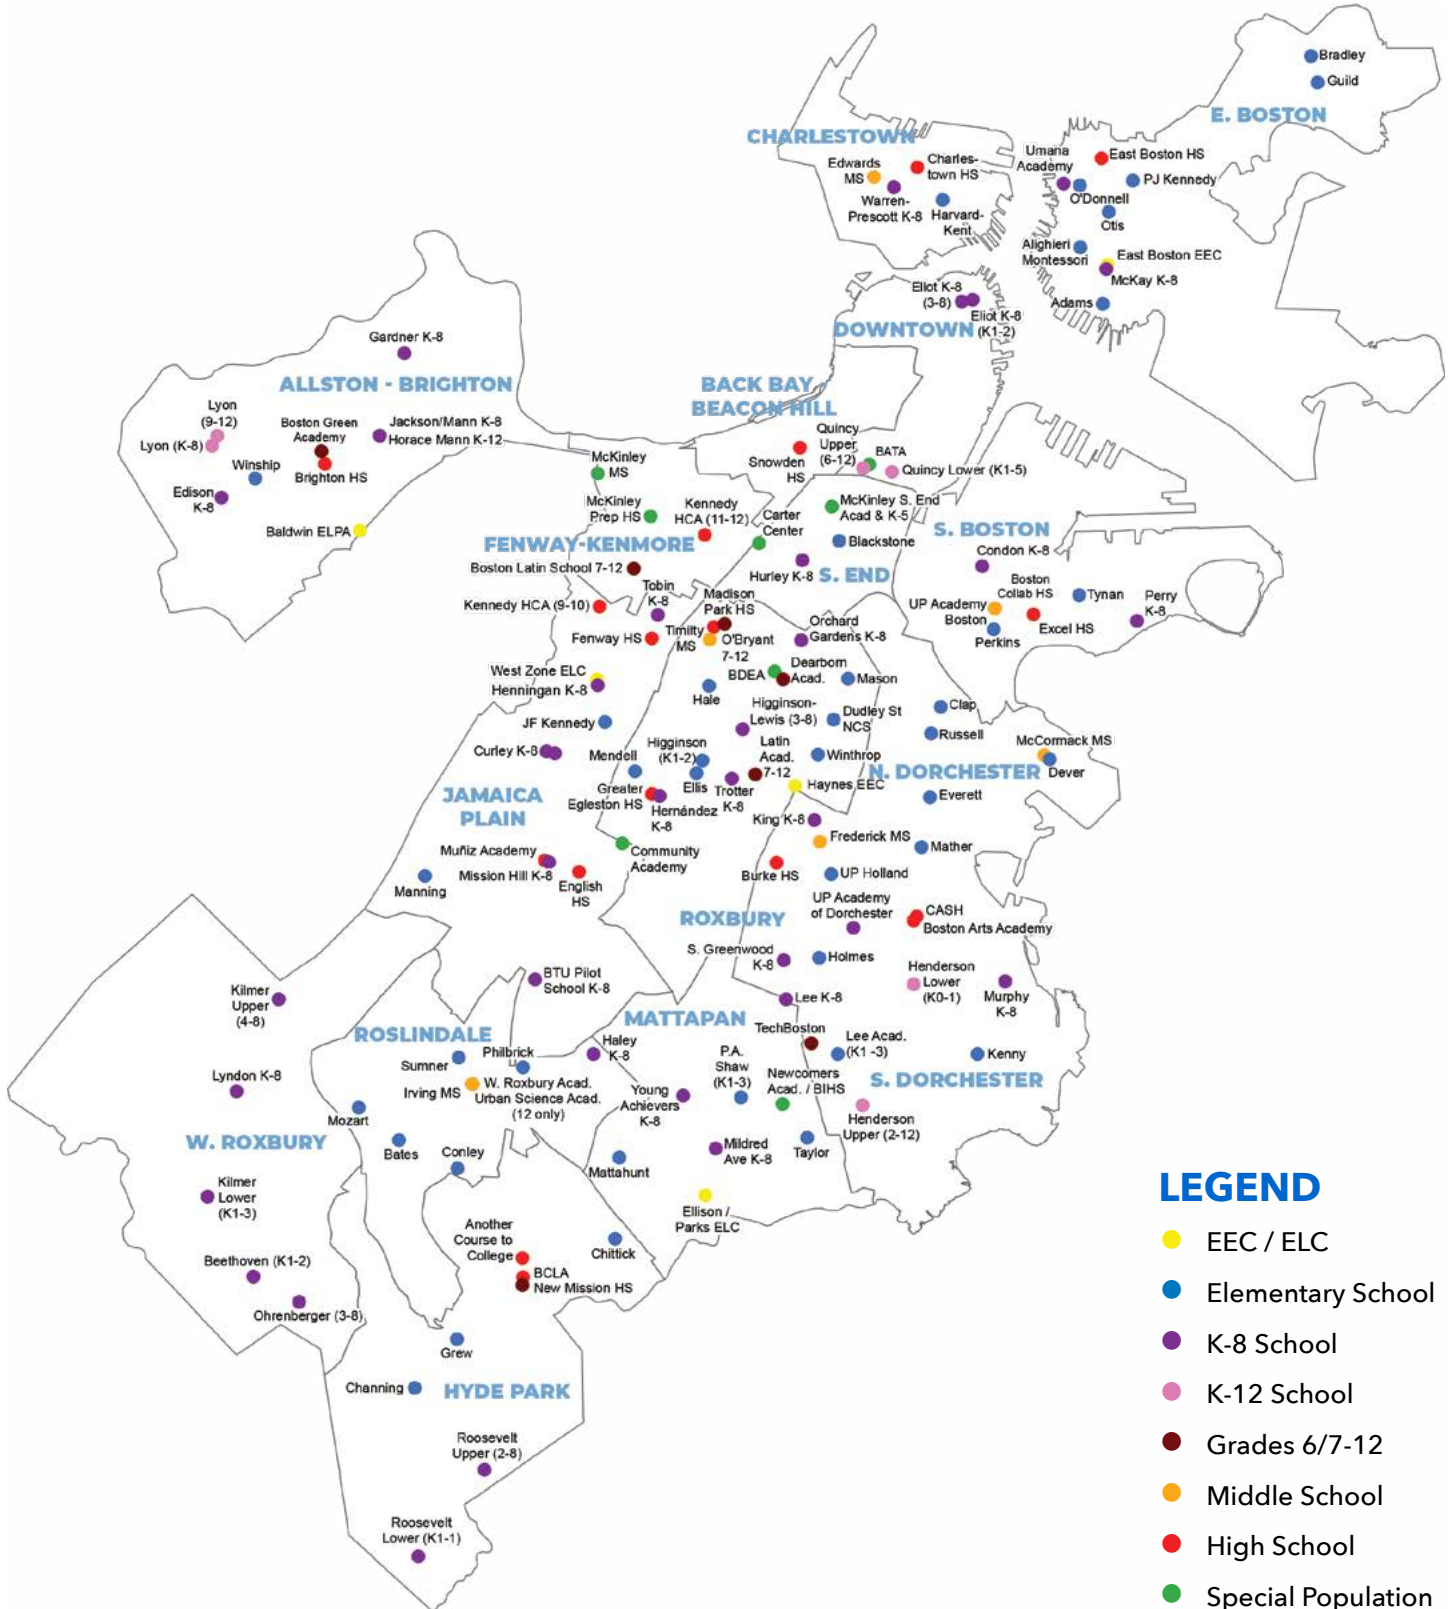 Bradley
Guild
E. BOSTON
CHARLESTOWN
Umana
Academy
East Boston HS
Edwards
MS
Charles-
town HS
PJ Kennedy
O'Donnell
Warren-
Prescott K-8
Harvard-
Kent
Otis
Alighieri
Montessori
East Boston EEC
McKay K-8
Eliot K-8
(3-8)
Adams
Eliot K-8
(K1-2)
DOWNTOWN
Gardner K-8
ALLSTON - BRIGHTON
BACK BAY
BEACON HILL
Lyon
(9-12)
Lyon (K-8)
Boston Green
Academy
Jackson/Mann K-8
Horace Mann K-12
Quincy
Upper
(6-12)
BATA
Snowden
HS
Quincy Lower (K1-5)
Winship
Brighton HS
McKinley
MS
Edison
K-8
McKinley
Prep HS
Kennedy
HCA (11-12)
Carter
Center
McKinley S. End
Acad & K-5
Baldwin ELPA
FENWAY-KENMORE
Blackstone
S. BOSTON
Condon K-8
Boston Latin School 7-12
Hurley K-8
S. END
Tobin
K-8
Madison
Park HS
Boston
Collab HS
Tynan
Perry
K-8
Kennedy HCA (9-10)
UP Academy
Boston
Excel HS
Perkins
Fenway HS
Timilty
MS
O'Bryant
7-12
Orchard
Gardens K-8
West Zone ELC
Henningan K-8
BDEA
Dearborn
Acad.
Mason
Hale
JF Kennedy
Higginson-
Lewis (3-8)
Dudley St
NCS
Clap
Russell
Curley K-8
Mendell
Higginson
(K1-2)
Latin
Acad.
7-12
Winthrop
McCormack MS
Dever
N. DORCHESTER
Ellis
Trotter
K-8
Haynes EEC
Everett
JAMAICA
PLAIN
Greater
Egleston HS
Hernández
K-8
King K-8
Frederick MS
Mather
Muñiz Academy
Mission Hill K-8
English
HS
Community
Academy
Burke HS
UP Holland
Manning
ROXBURY
UP Academy
of Dorchester
CASH
Boston Arts Academy
S. Greenwood
K-8
Holmes
Henderson
Lower
(K0-1)
Murphy
K-8
BTU Pilot
School K-8
Kilmer
Upper
(4-8)
Lee K-8
MATTAPAN
ROSLINDALE
TechBoston
Lee Acad.
(K1 -3)
Kenny
Sumner
Philbrick
Haley
K-8
P.A.
Shaw
(K1-3)
Newcomers
Acad. / BIHS
S. DORCHESTER
Lyndon K-8
Irving MS
W. Roxbury Acad.
Urban Science Acad.
(12 only)
Young
Achievers
K-8
Henderson
Upper (2-12)
Mozart
W. ROXBURY
Bates
Conley
Mildred
Ave K-8
Taylor
Mattahunt
Kilmer
Lower
(K1-3)
Ellison /
Parks ELC
Another
Course to
College
Chittick
Beethoven (K1-2)
BCLA
New Mission HS
Ohrenberger (3-8)
Grew
Channing
HYDE PARK
Roosevelt
Upper (2-8)
Roosevelt
Lower (K1-1)
LEGEND
EEC / ELC
Elementary School
K-8 School
K-12 School
Grades 6/7-12
Middle School
High School
Special Population